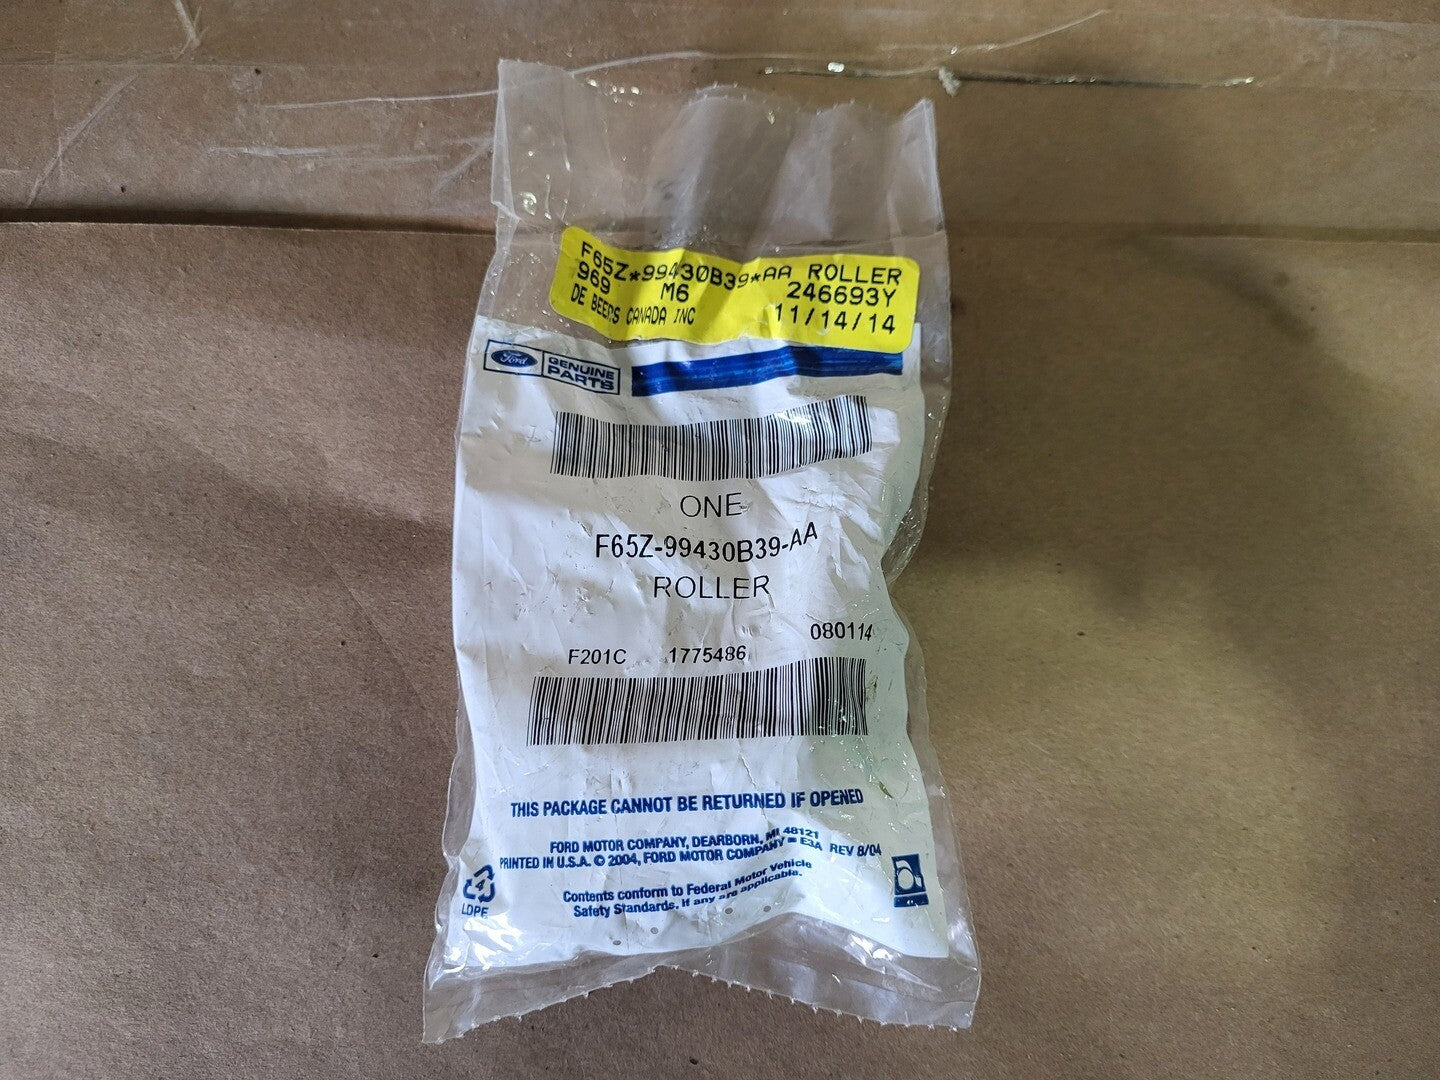 F65Z*99430B39*AA ROLLER
969 M6 246693Y
DE BEERS CANADA INC 11/14/14
Ford GENUINE PARTS
ONE
F65Z-99430B39-AA
ROLLER
080114
F201C 1775486
THIS PACKAGE CANNOT BE RETURNED IF OPENED
FORD MOTOR COMPANY, DEARBORN, MI 48121
PRINTED IN U.S.A. © 2004, FORD MOTOR COMPANY - E3A REV 8/04
Contents conform to Federal Motor Vehicle
Safety Standards, if any are applicable.
4
LDPE